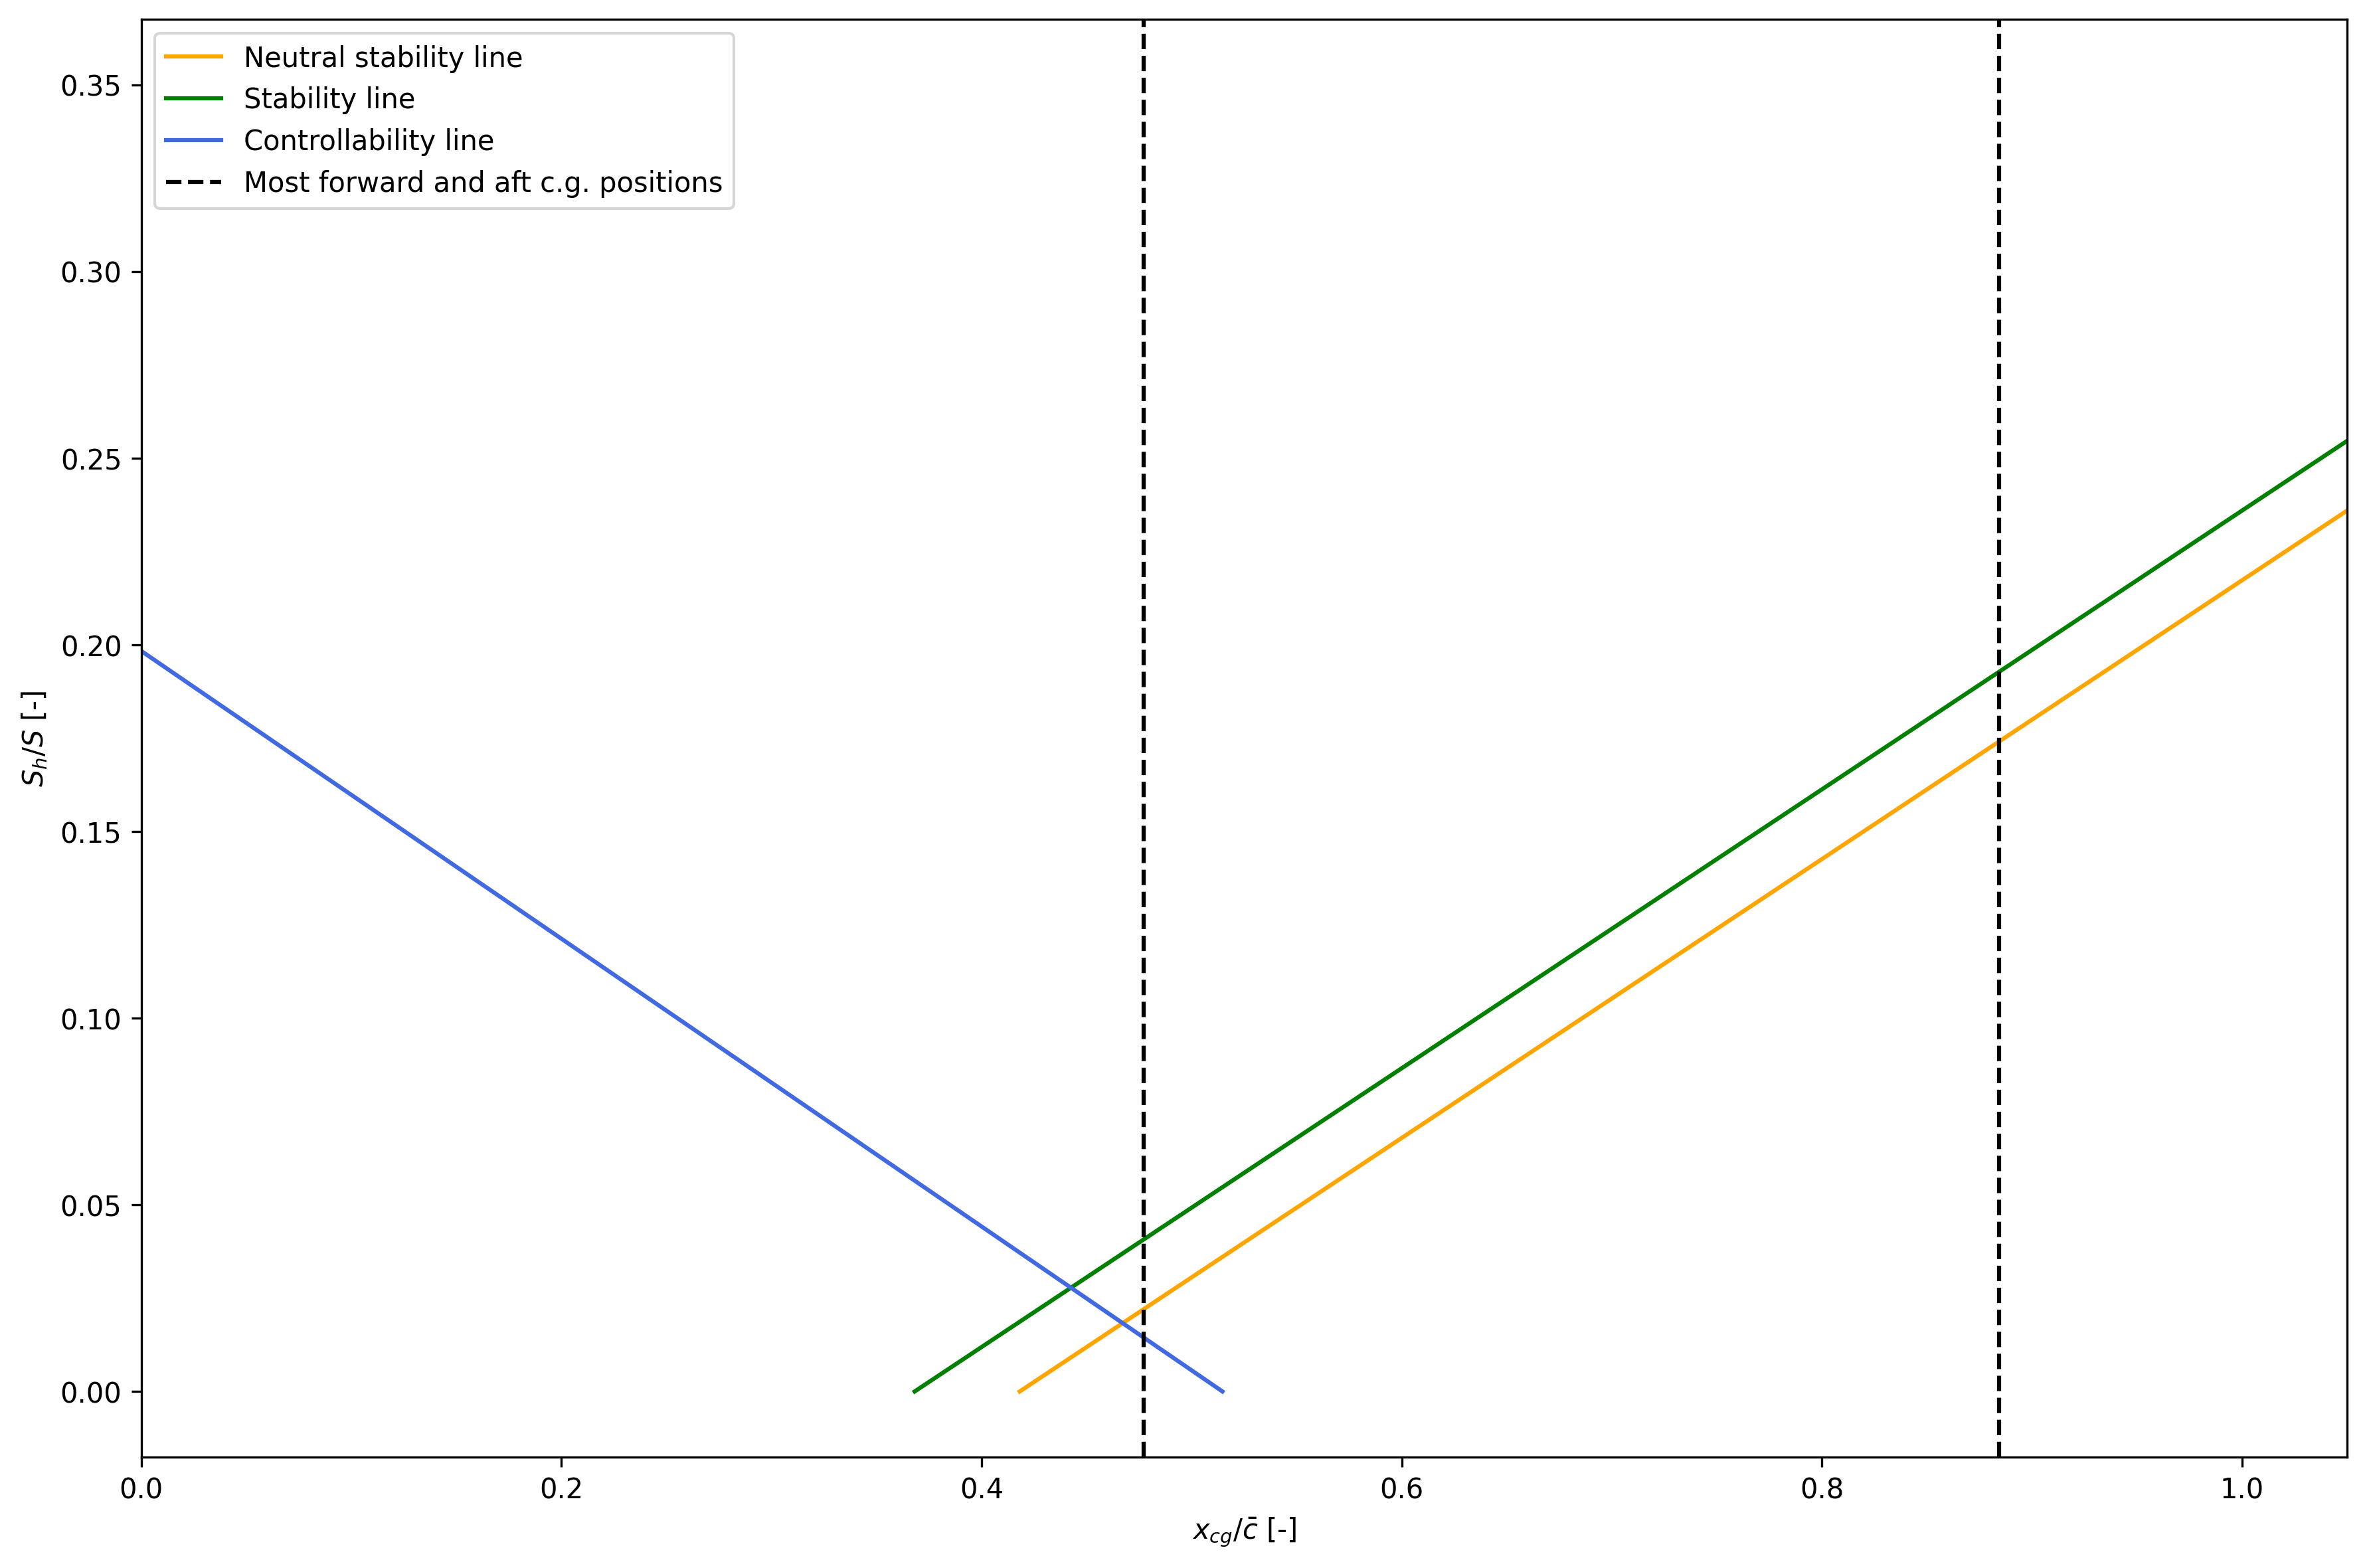 Neutral stability line
Stability line
Controllability line
Most forward and aft c.g. positions
0.35
0.30
0.25
0.20
0.15
0.10
0.05
0.00
S_h/S [-]
0.0 0.2 0.4 0.6 0.8 1.0
x_{cg}/c̄ [-]